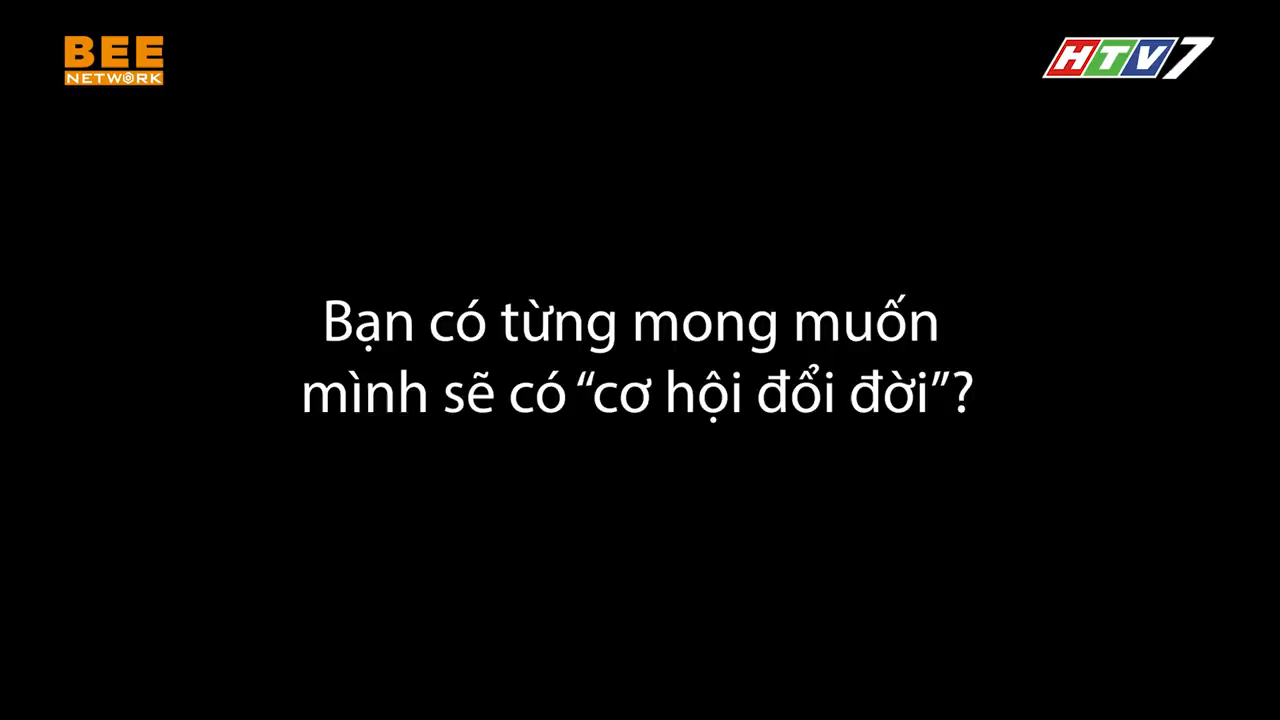 BEE
NETWORK
HTV7
Bạn có từng mong muốn
mình sẽ có “cơ hội đổi đời”?